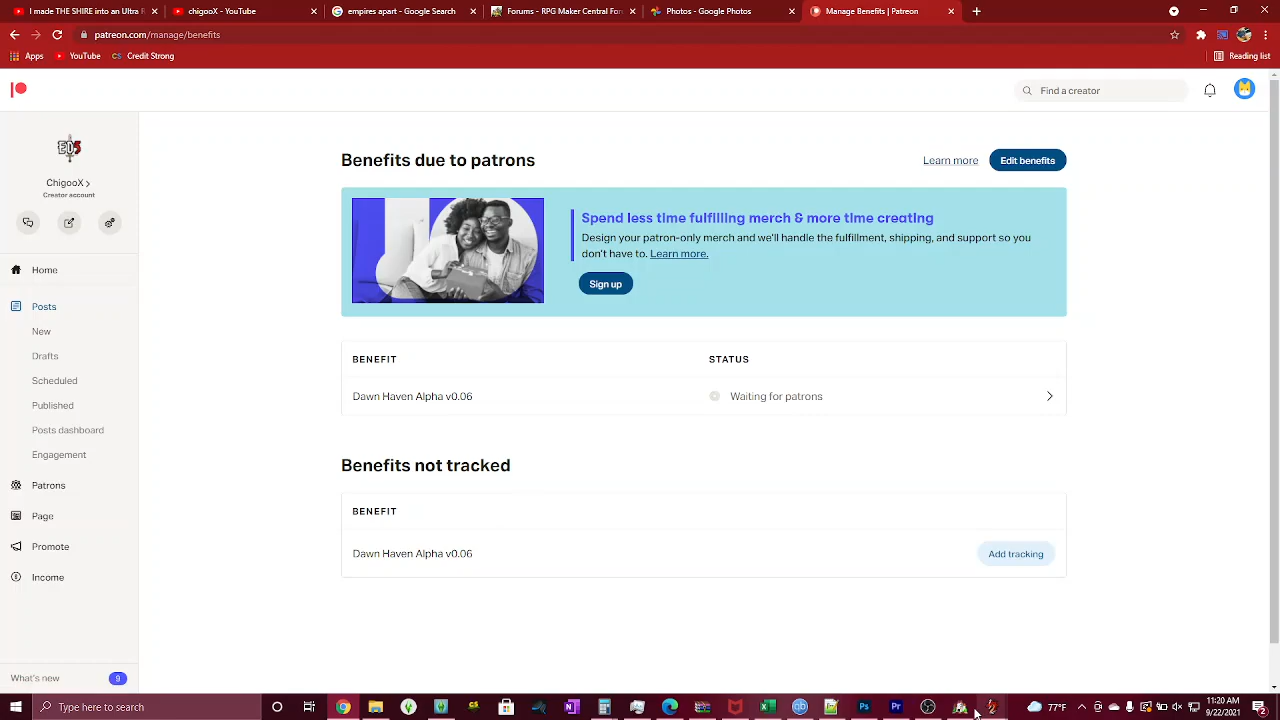 I made THE SHIRE into an Ultra R
chigooX - YouTube
empires apart - Google Search
Forums - RPG Maker Central For
Photos - Google Photos
Manage Benefits | Patreon
patreon.com/manage/benefits
Apps
YouTube
CS Credit Strong
Reading list
Find a creator
ED5
ChigooX
Creator account
Home
Posts
New
Drafts
Scheduled
Published
Posts dashboard
Engagement
Patrons
Page
Promote
Income
What's new
9
Benefits due to patrons
Learn more
Edit benefits
Spend less time fulfilling merch & more time creating
Design your patron-only merch and we'll handle the fulfillment, shipping, and support so you
don't have to. Learn more.
Sign up
BENEFIT STATUS
Dawn Haven Alpha v0.06 Waiting for patrons
Benefits not tracked
BENEFIT
Dawn Haven Alpha v0.06 Add tracking
Type here to search
77°F
11:20 AM
9/22/2021